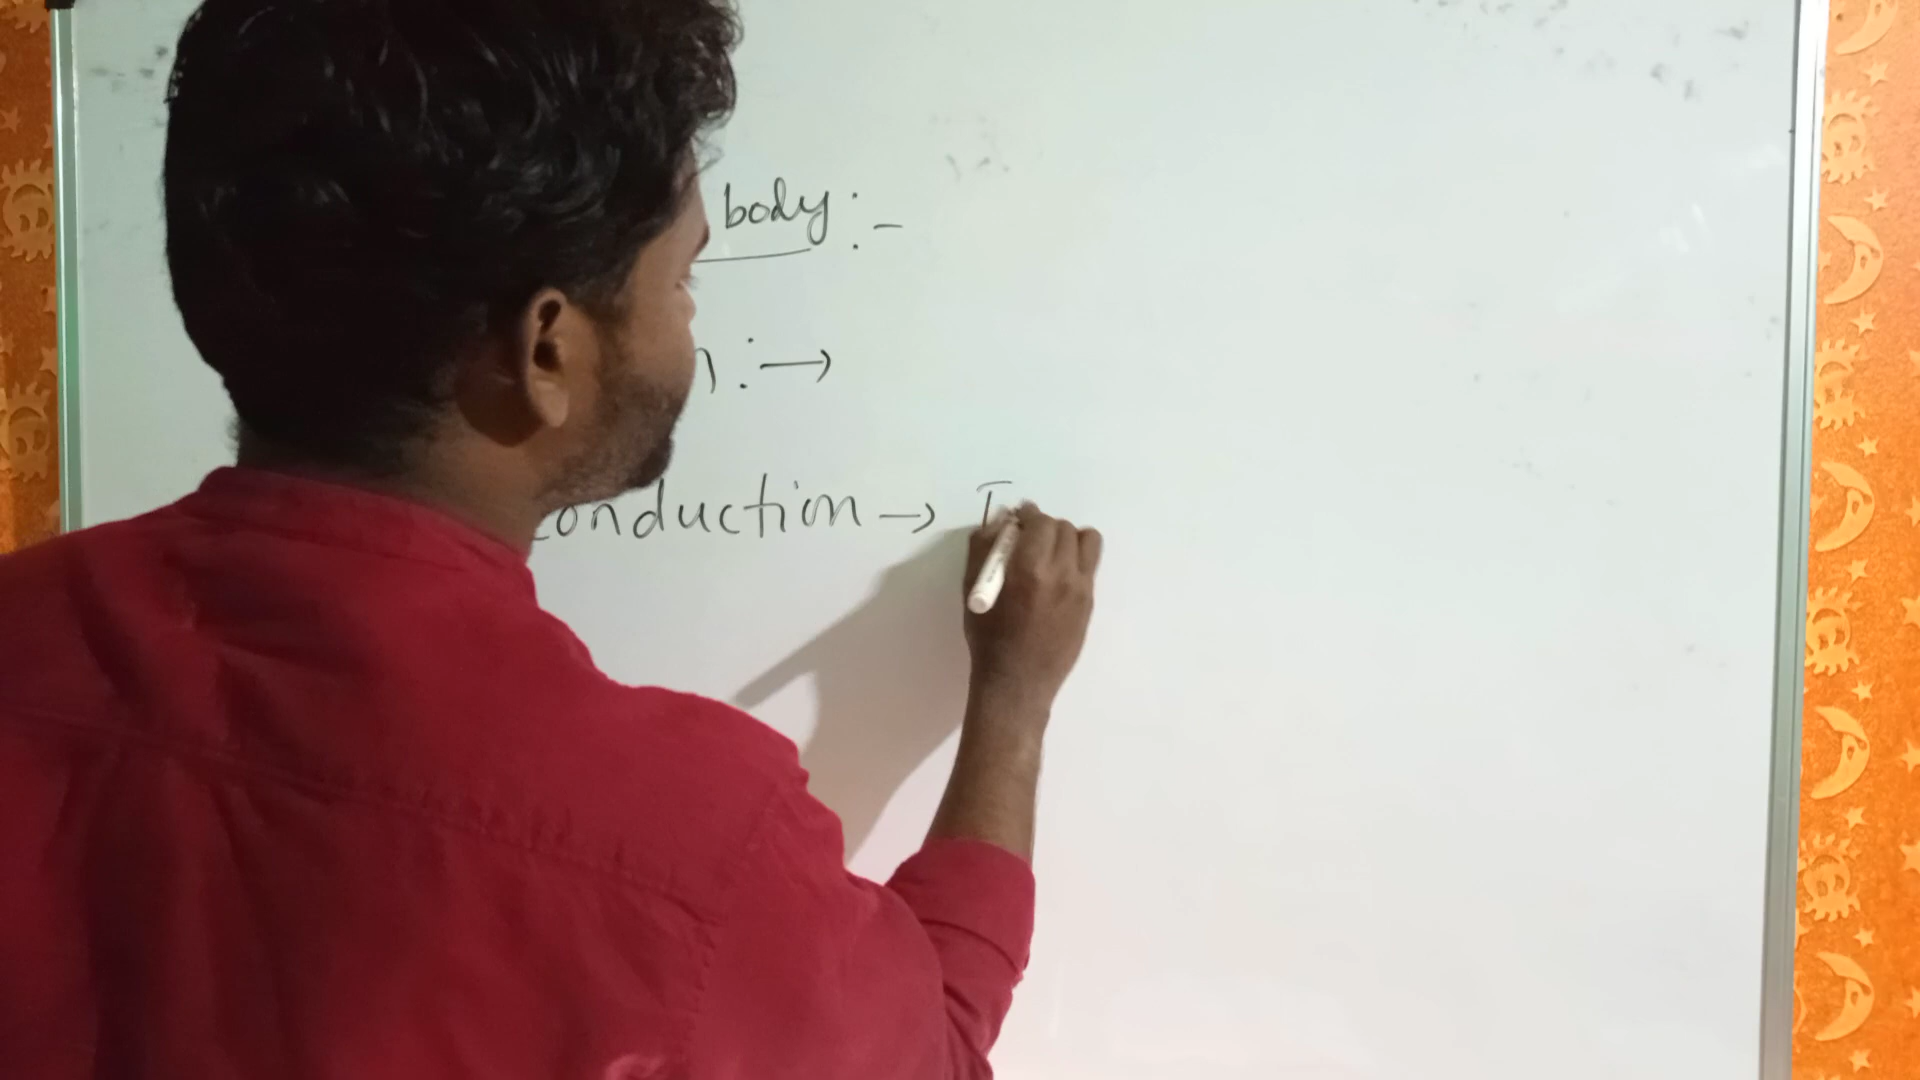 body :-
n :→
conduction → I